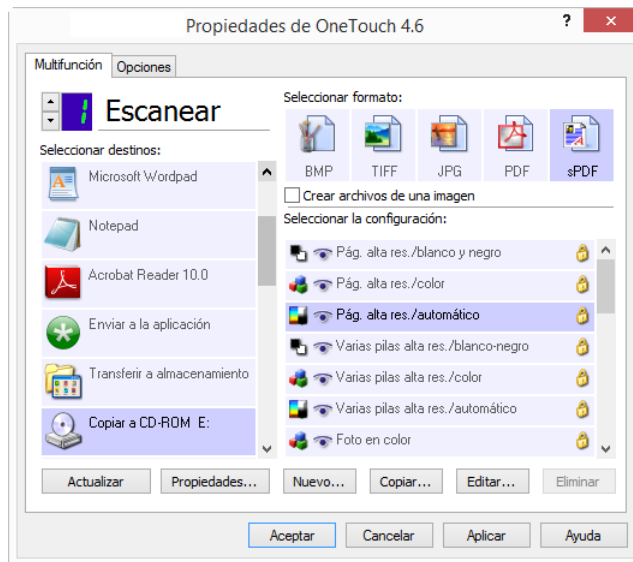 Propiedades de OneTouch 4.6
? ×
Multifunción Opciones
1 Escanear
Seleccionar destinos:
Microsoft Wordpad
Notepad
Acrobat Reader 10.0
Enviar a la aplicación
Transferir a almacenamiento
Copiar a CD-ROM E:
Actualizar Propiedades...
Seleccionar formato:
BMP TIFF JPG PDF sPDF
Crear archivos de una imagen
Seleccionar la configuración:
Pág. alta res./blanco y negro
Pág. alta res./color
Pág. alta res./automático
Varias pilas alta res./blanco-negro
Varias pilas alta res./color
Varias pilas alta res./automático
Foto en color
Nuevo... Copiar... Editar... Eliminar
Aceptar Cancelar Aplicar Ayuda